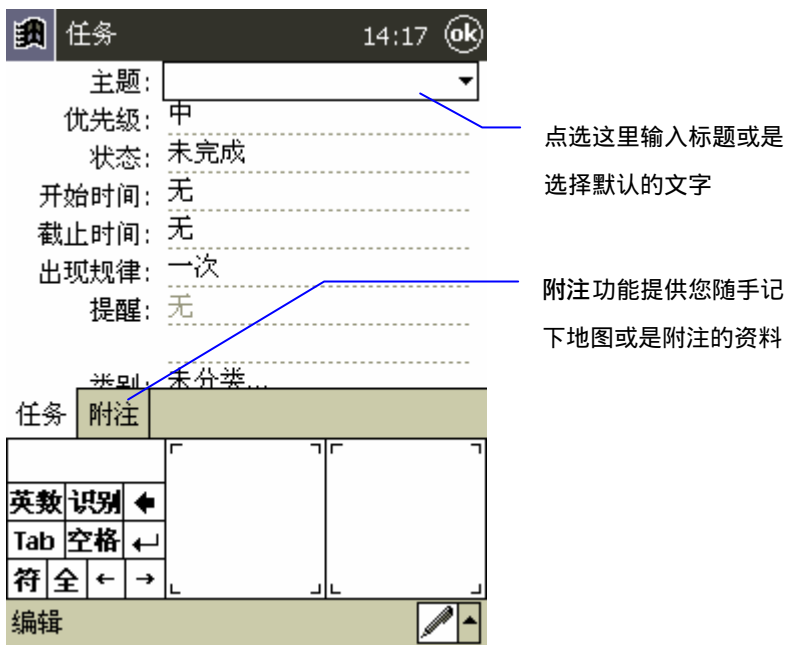 任务 14:17 ok
主题:
优先级: 中
状态: 未完成
开始时间: 无
截止时间: 无
出现规律: 一次
提醒: 无
类别: 未分类...
任务 附注
英数 识别
Tab 空格
符 全 ← →
编辑
点选这里输入标题或是
选择默认的文字
附注功能提供您随手记
下地图或是附注的资料